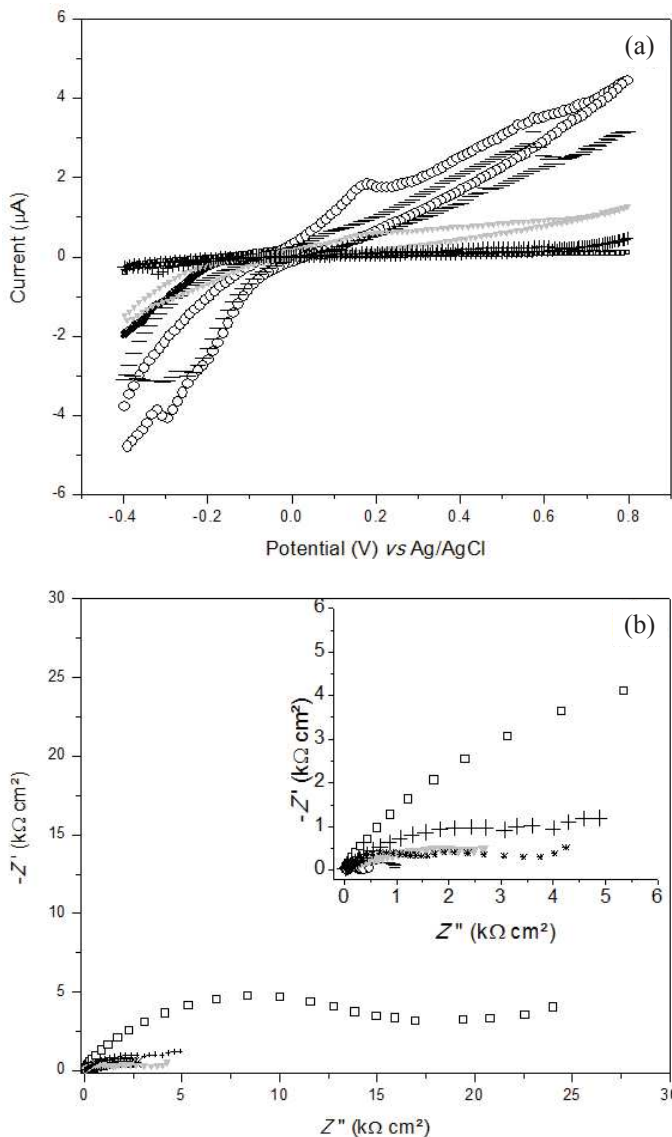 (a)
6
4
2
0
-2
-4
-6
Current (µA)
-0.4 -0.2 0.0 0.2 0.4 0.6 0.8
Potential (V) vs Ag/AgCl
(b)
30
25
20
15
10
5
0
-Z' (kΩ cm²)
6
5
4
3
2
1
0
-Z' (kΩ cm²)
0 1 2 3 4 5 6
Z" (kΩ cm²)
0 5 10 15 20 25 30
Z" (kΩ cm²)